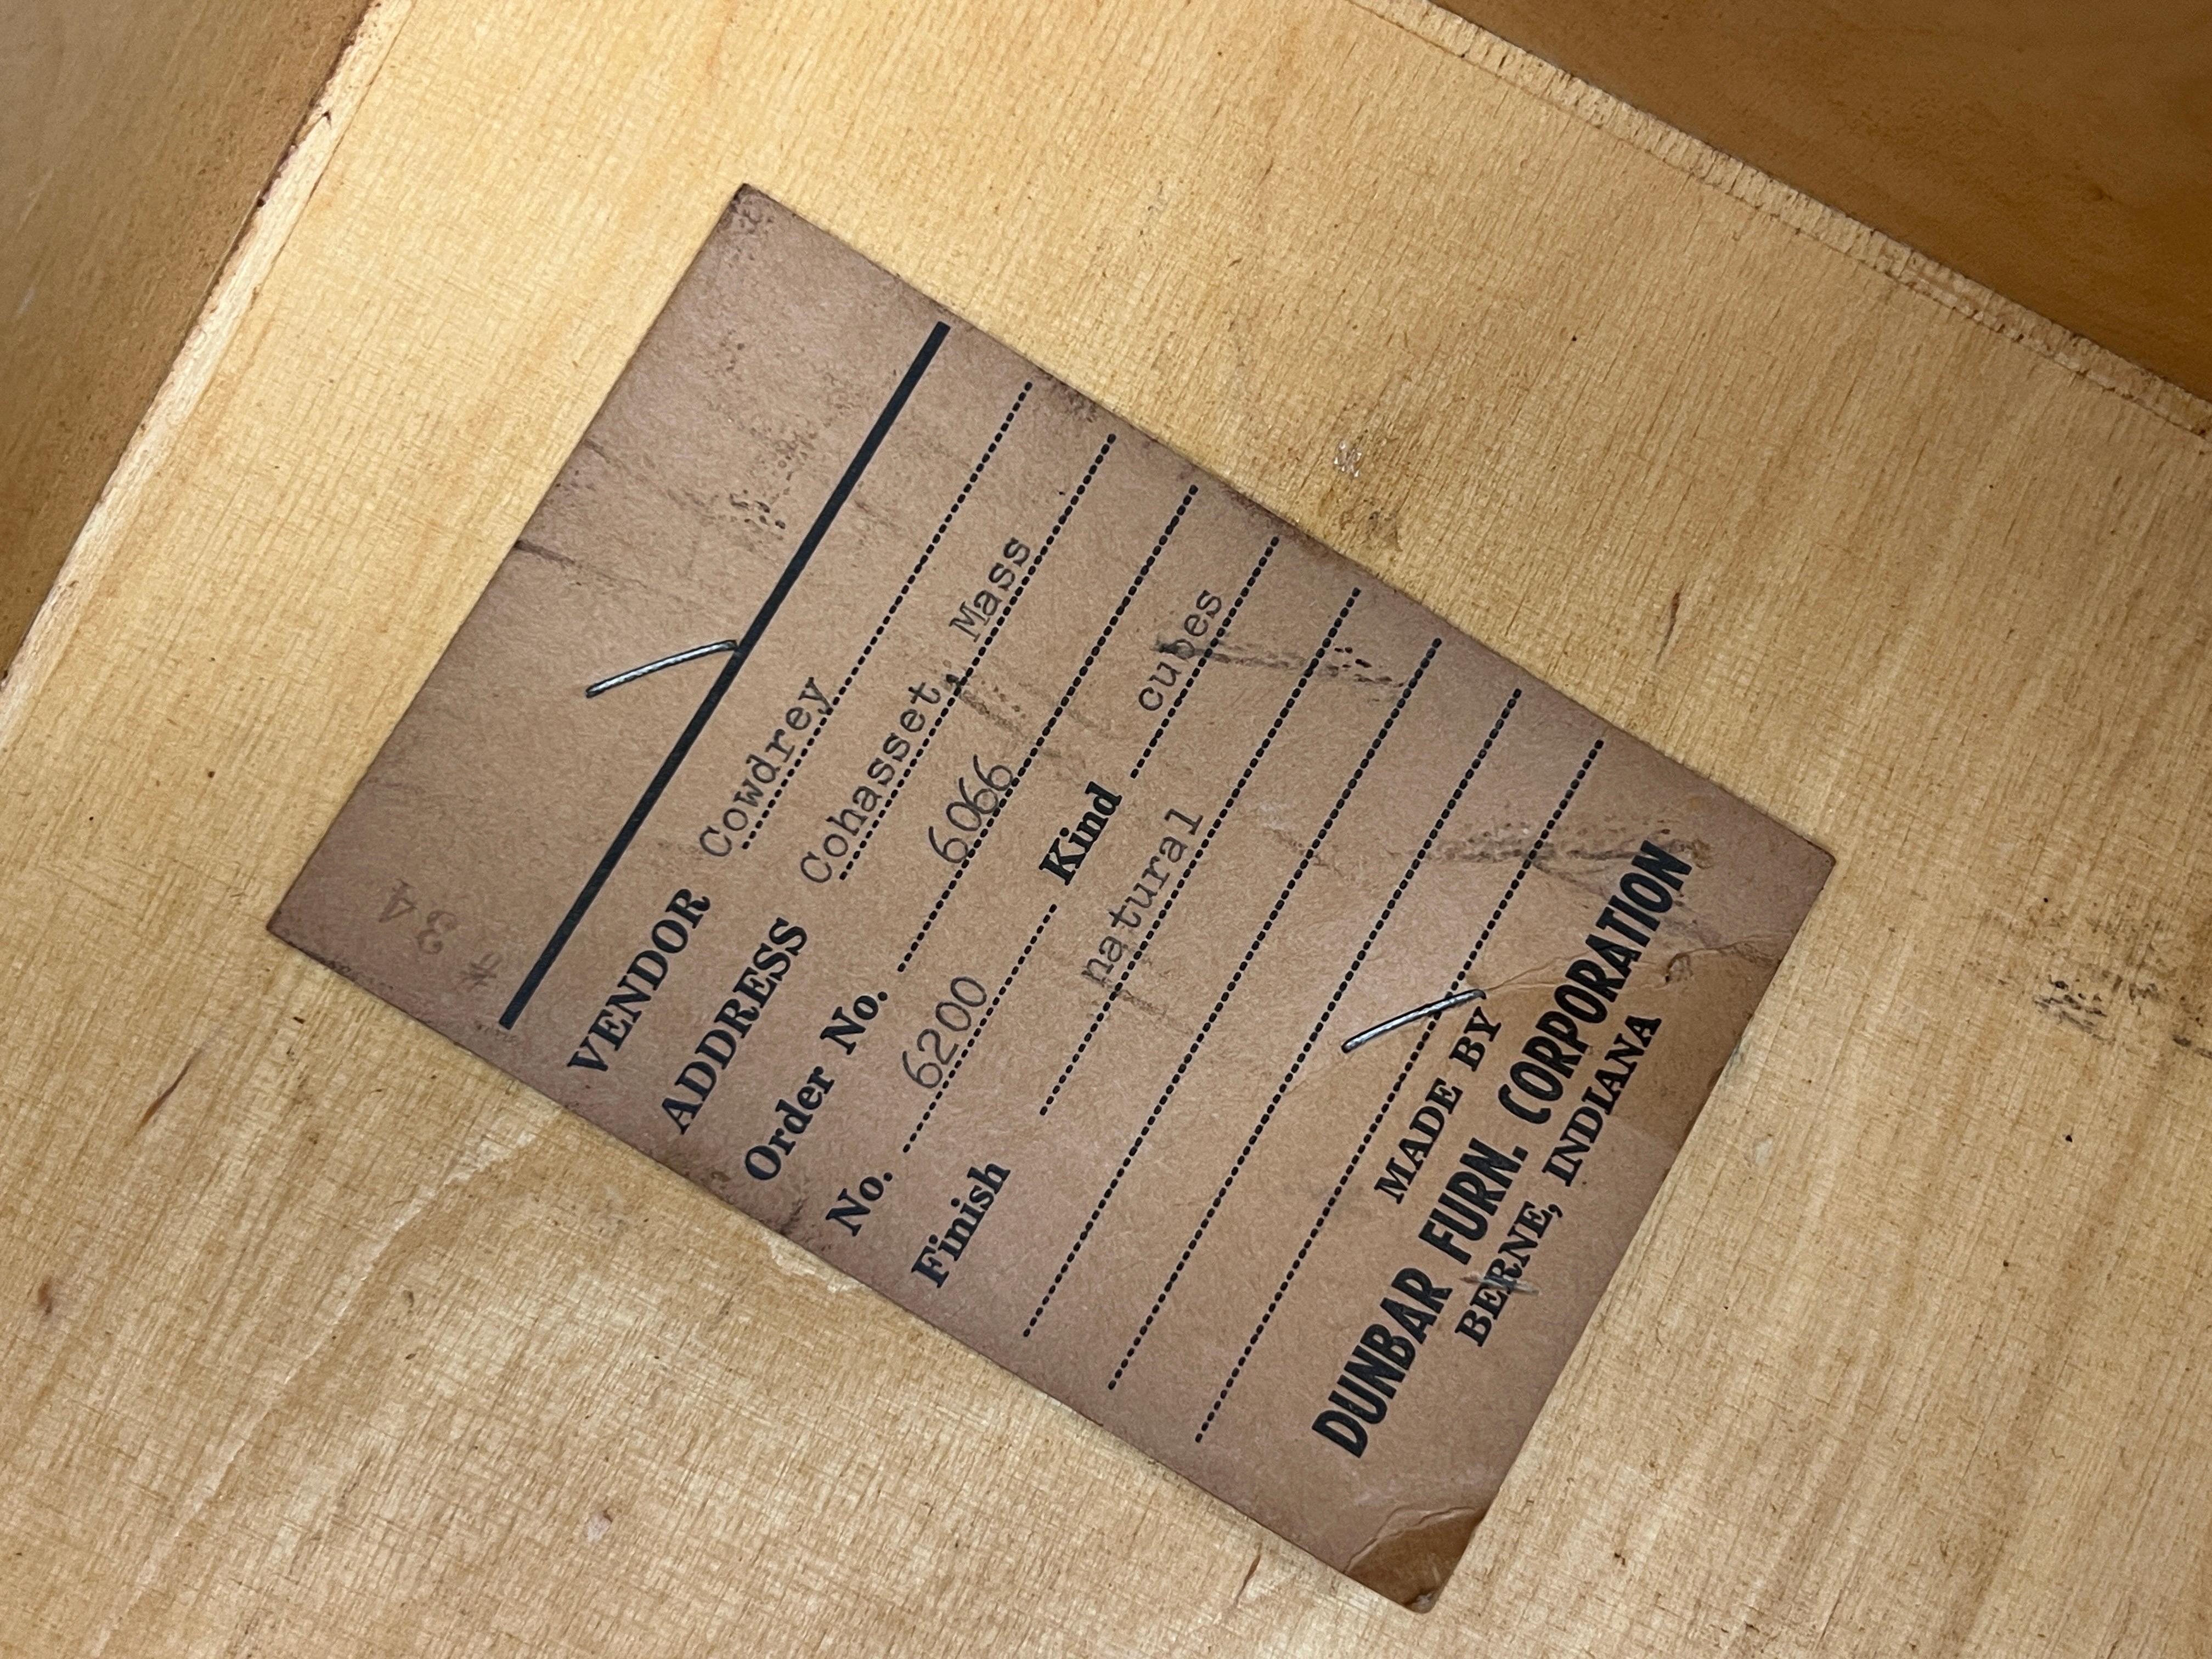 VENDOR Cowdrey
ADDRESS Cohasset, Mass
Order No. 6066
No. 6200 Kind cubes
Finish natural
MADE BY
DUNBAR FURN. CORPORATION
BERNE, INDIANA
* 34